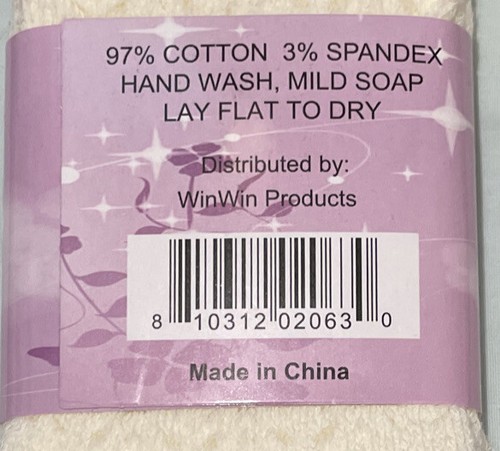 97% COTTON 3% SPANDEX
HAND WASH, MILD SOAP
LAY FLAT TO DRY
Distributed by:
WinWin Products
8 10312 02063 0
Made in China